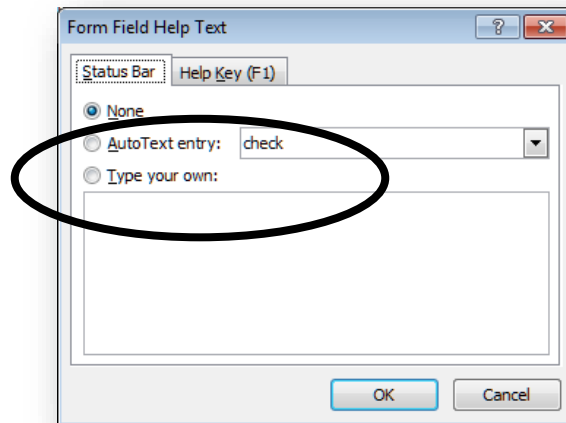 Form Field Help Text ?
Status Bar Help Key (F1)
None
AutoText entry: check
Type your own:
OK Cancel